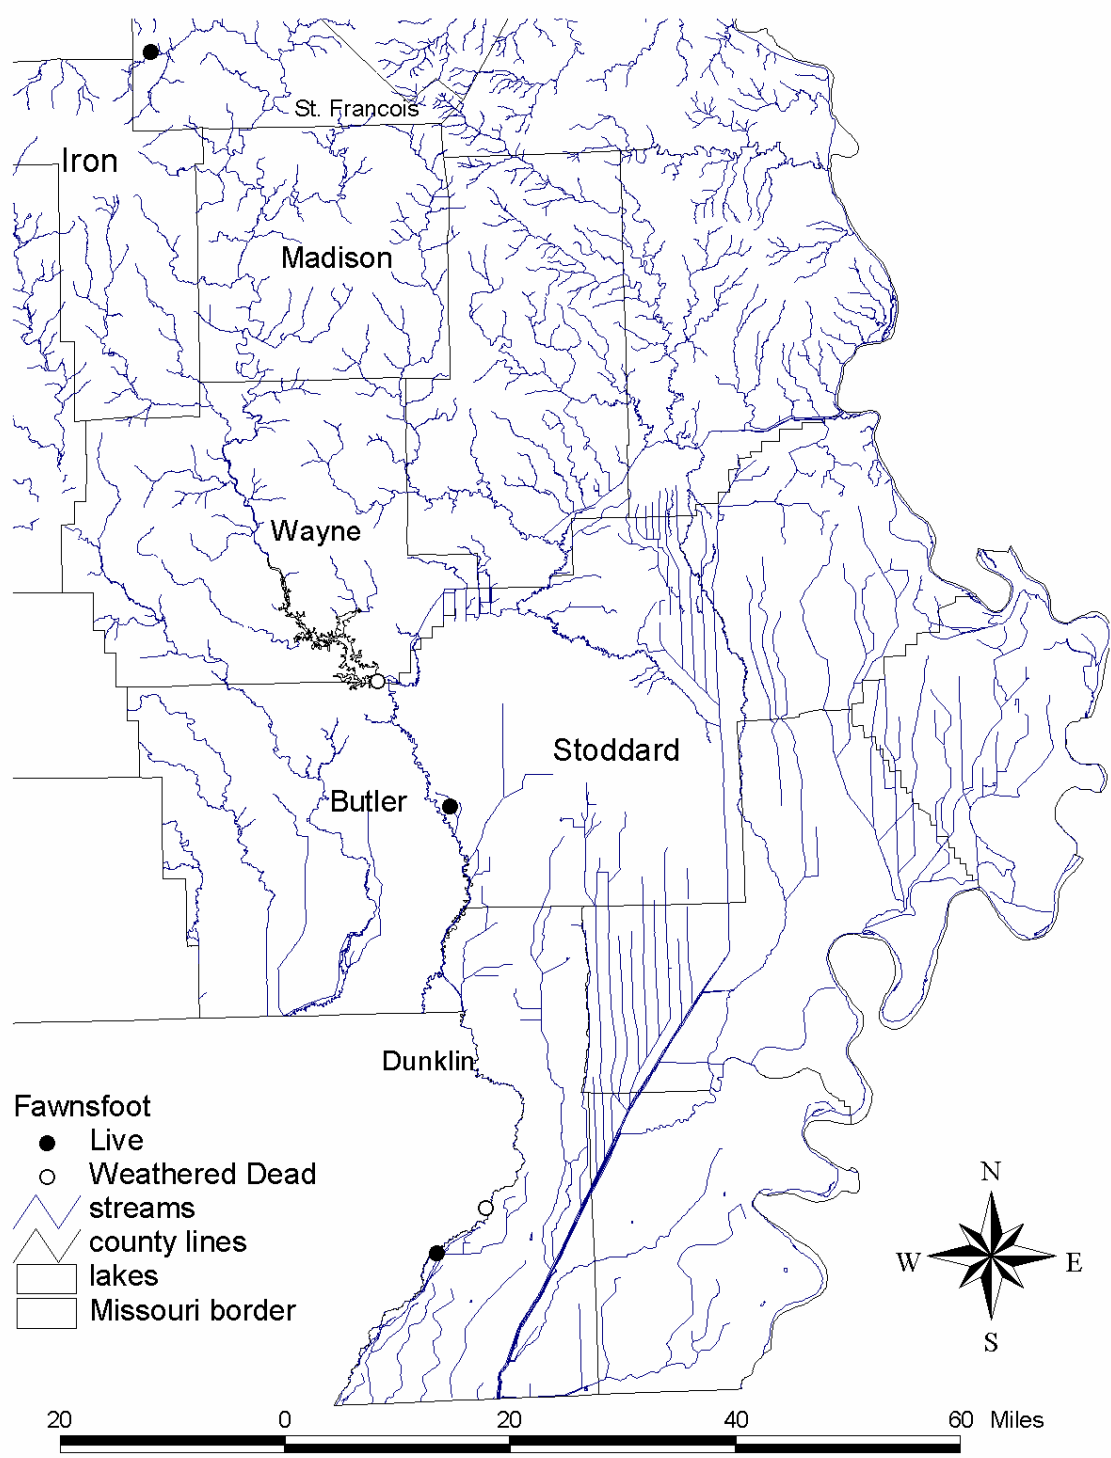 St. Francois
Iron
Madison
Wayne
Stoddard
Butler
Dunklin
Fawnsfoot
Live
Weathered Dead
streams
county lines
lakes
Missouri border
N
W E
S
20 0 20 40 60 Miles